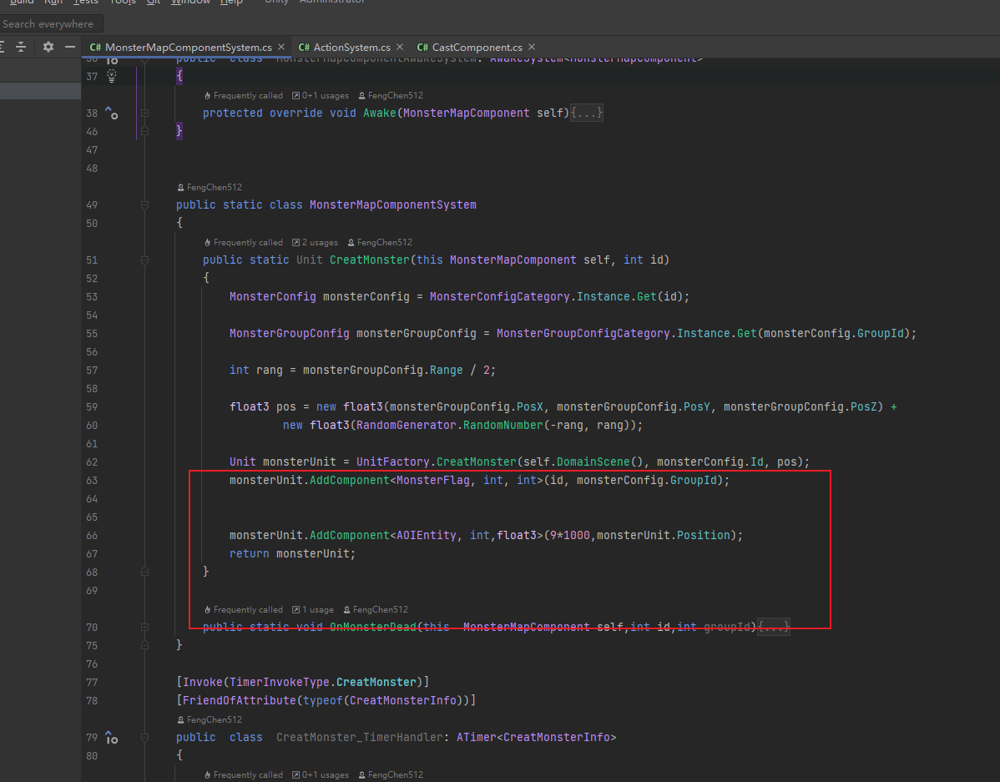 Build Run Tests Tools Git Window Help Unity Administrator
Search everywhere
C# MonsterMapComponentSystem.cs × C# ActionSystem.cs × C# CastComponent.cs ×
36 public class MonsterMapComponentAwakeSystem: AwakeSystem<MonsterMapComponent>
37 {
Frequently called 0+1 usages FengChen512
38 protected override void Awake(MonsterMapComponent self){...}
46 }
47
48
FengChen512
49 public static class MonsterMapComponentSystem
50 {
Frequently called 2 usages FengChen512
51 public static Unit CreatMonster(this MonsterMapComponent self, int id)
52 {
53 MonsterConfig monsterConfig = MonsterConfigCategory.Instance.Get(id);
54
55 MonsterGroupConfig monsterGroupConfig = MonsterGroupConfigCategory.Instance.Get(monsterConfig.GroupId);
56
57 int rang = monsterGroupConfig.Range / 2;
58
59 float3 pos = new float3(monsterGroupConfig.PosX, monsterGroupConfig.PosY, monsterGroupConfig.PosZ) +
60 new float3(RandomGenerator.RandomNumber(-rang, rang));
61
62 Unit monsterUnit = UnitFactory.CreatMonster(self.DomainScene(), monsterConfig.Id, pos);
63 monsterUnit.AddComponent<MonsterFlag, int, int>(id, monsterConfig.GroupId);
64
65
66 monsterUnit.AddComponent<AOIEntity, int,float3>(9*1000,monsterUnit.Position);
67 return monsterUnit;
68 }
69
Frequently called 1 usage FengChen512
70 public static void OnMonsterDead(this MonsterMapComponent self,int id,int groupId){...}
75 }
76
77 [Invoke(TimerInvokeType.CreatMonster)]
78 [FriendOfAttribute(typeof(CreatMonsterInfo))]
FengChen512
79 public class CreatMonster_TimerHandler: ATimer<CreatMonsterInfo>
80 {
Frequently called 0+1 usages FengChen512